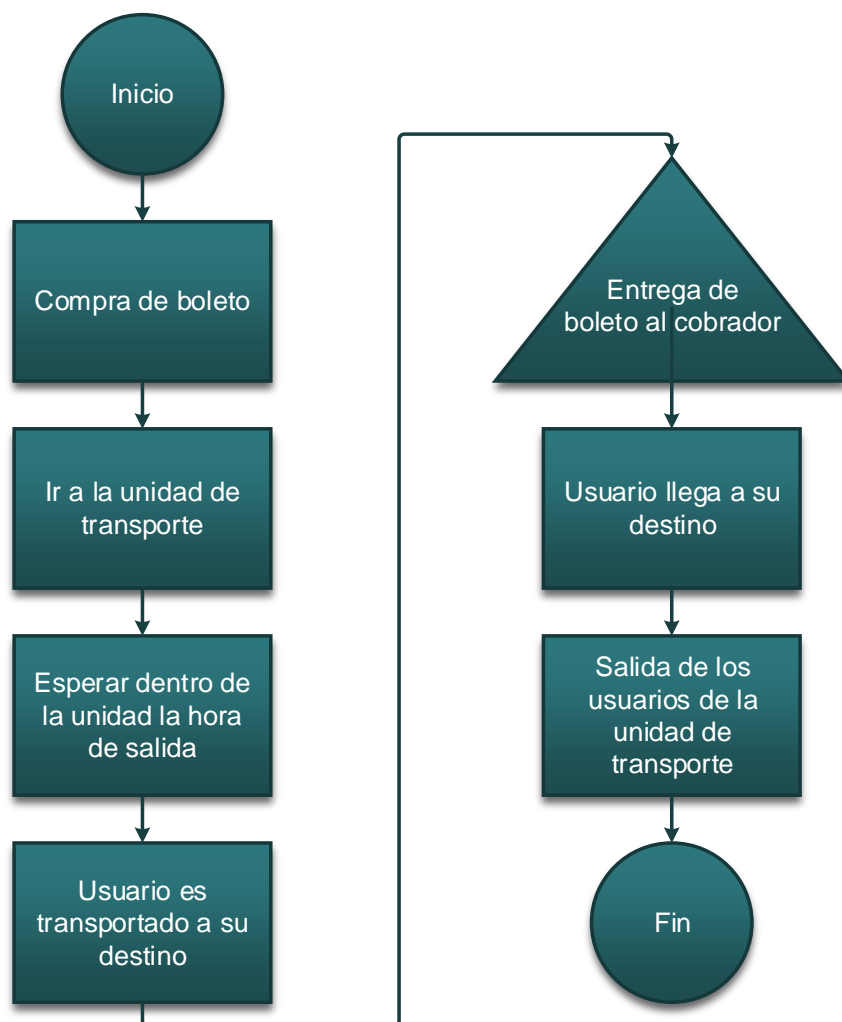 Inicio
Compra de boleto
Ir a la unidad de
transporte
Esperar dentro de
la unidad la hora
de salida
Usuario es
transportado a su
destino
Entrega de
boleto al cobrador
Usuario llega a su
destino
Salida de los
usuarios de la
unidad de
transporte
Fin